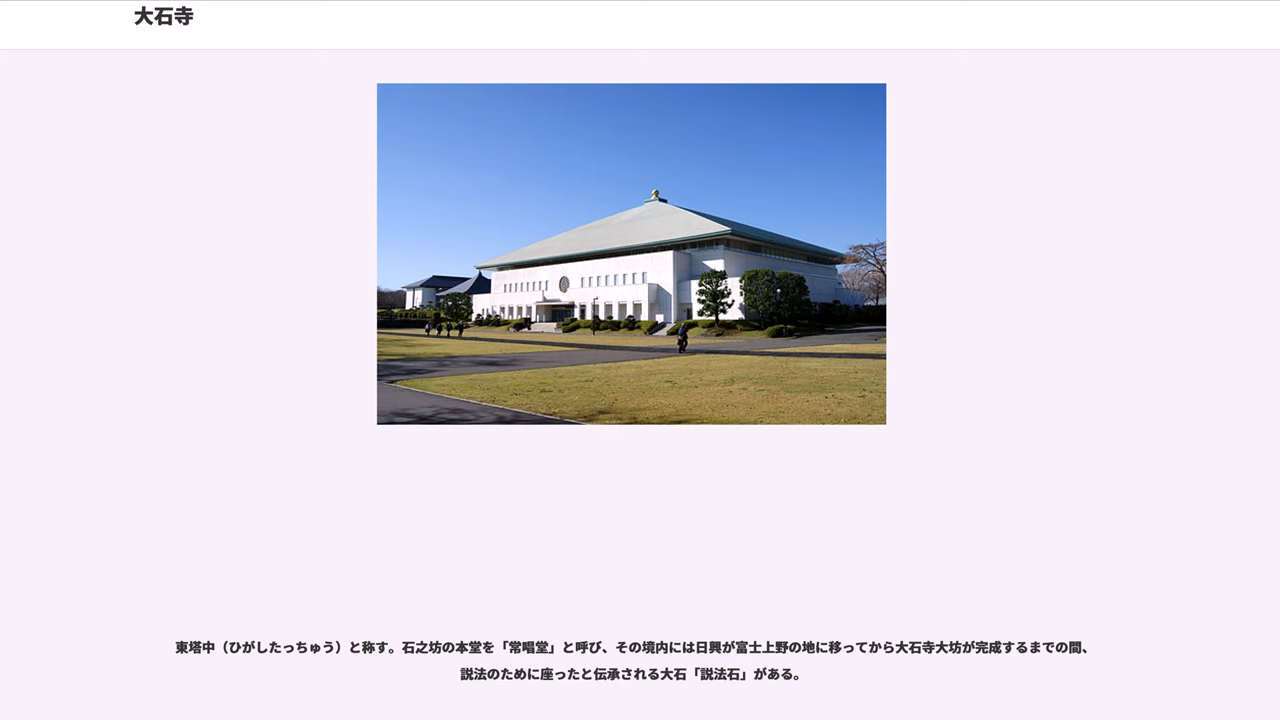 大石寺
東塔中（ひがしたっちゅう）と称す。石之坊の本堂を「常唱堂」と呼び、その境内には日興が富士上野の地に移ってから大石寺大坊が完成するまでの間、
説法のために座ったと伝承される大石「説法石」がある。